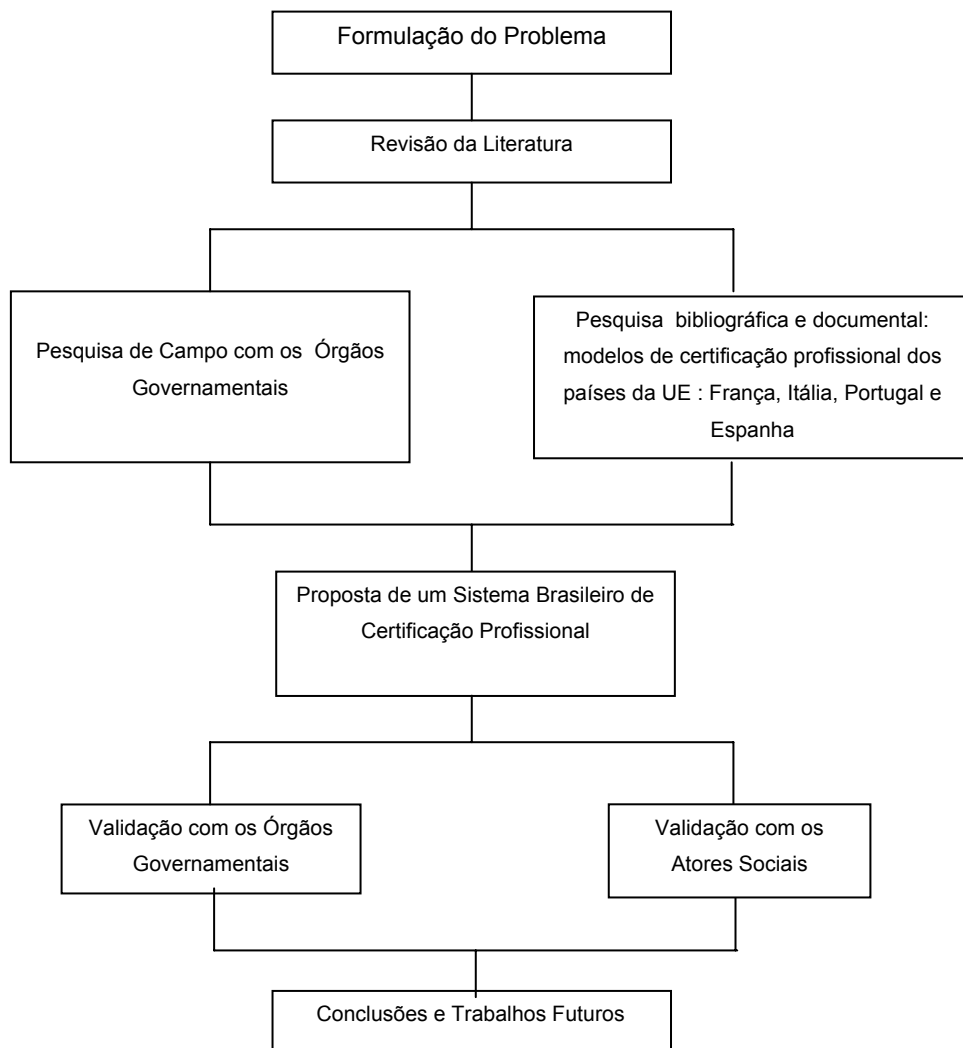 Formulação do Problema
Revisão da Literatura
Pesquisa de Campo com os Órgãos
Governamentais
Pesquisa bibliográfica e documental:
modelos de certificação profissional dos
países da UE : França, Itália, Portugal e
Espanha
Proposta de um Sistema Brasileiro de
Certificação Profissional
Validação com os Órgãos
Governamentais
Validação com os
Atores Sociais
Conclusões e Trabalhos Futuros